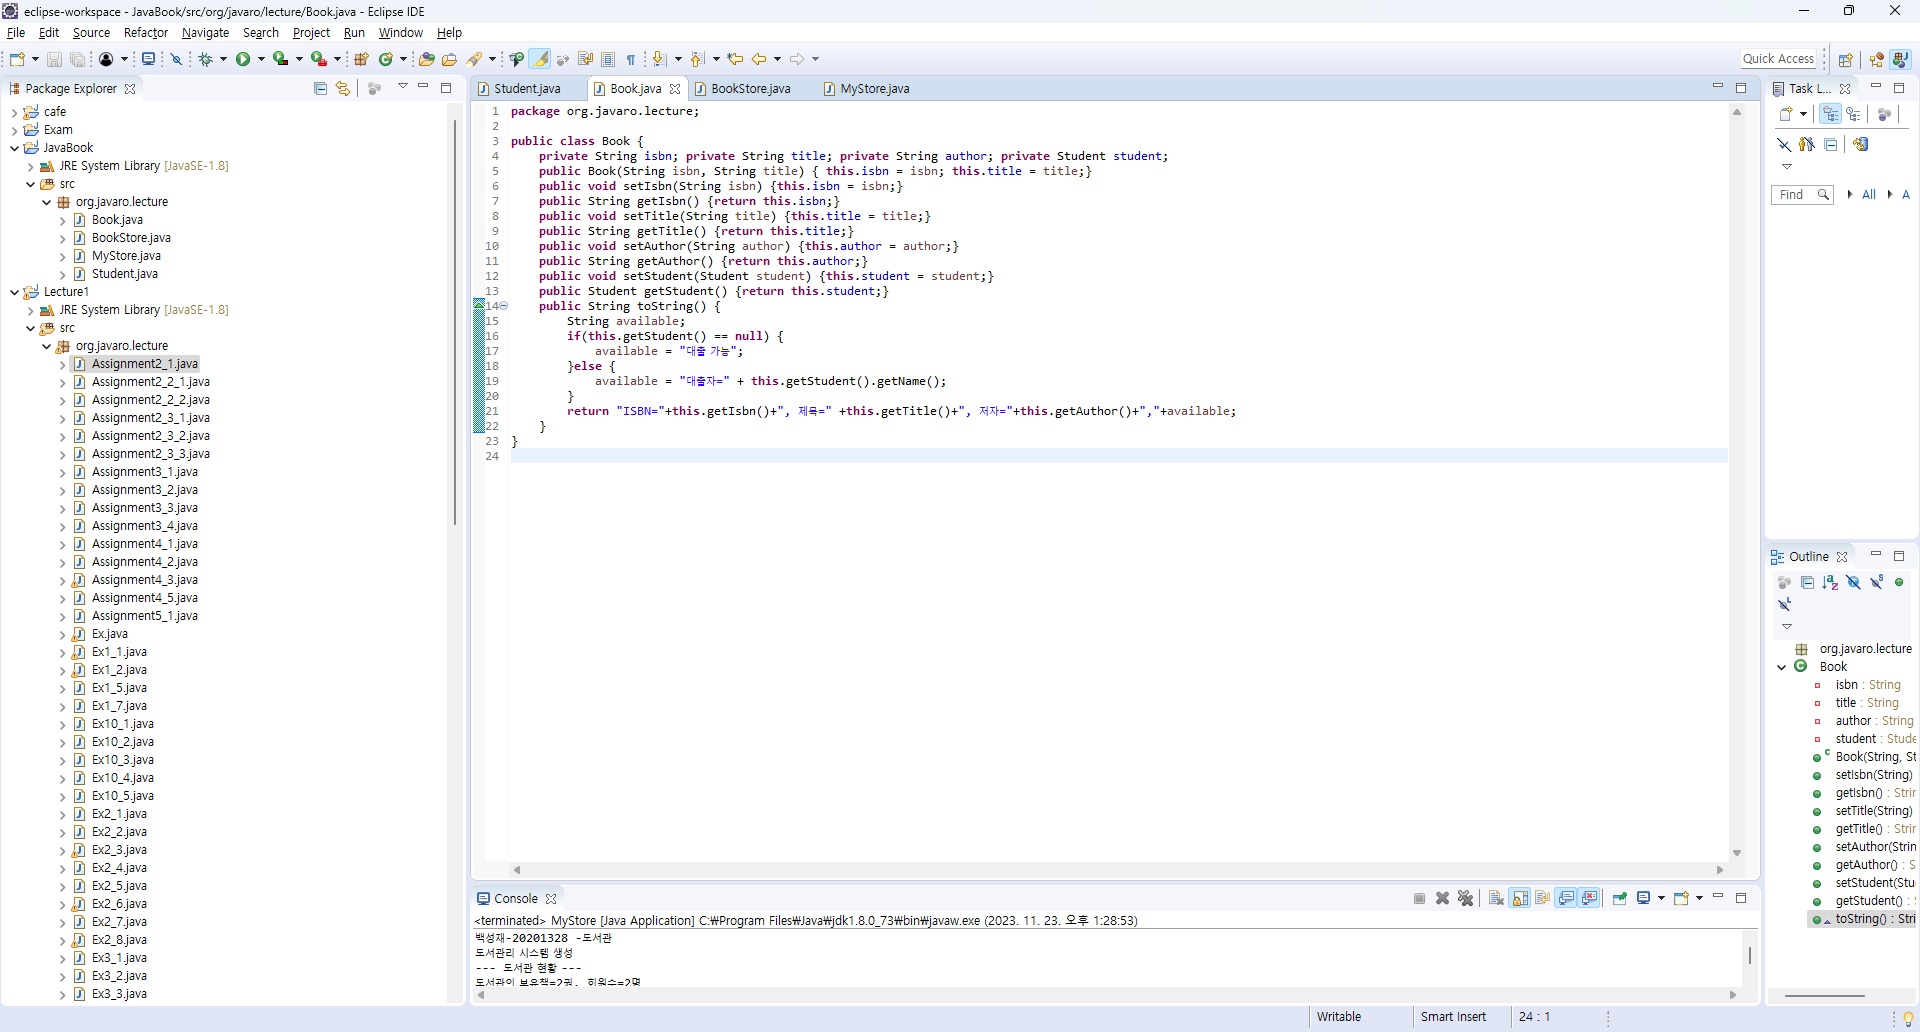 eclipse-workspace - JavaBook/src/org/javaro/lecture/Book.java - Eclipse IDE
File Edit Source Refactor Navigate Search Project Run Window Help
Quick Access
Package Explorer
cafe
Exam
JavaBook
JRE System Library [JavaSE-1.8]
src
org.javaro.lecture
Book.java
BookStore.java
MyStore.java
Student.java
Lecture1
JRE System Library [JavaSE-1.8]
src
org.javaro.lecture
Assignment2_1.java
Assignment2_2_1.java
Assignment2_2_2.java
Assignment2_3_1.java
Assignment2_3_2.java
Assignment2_3_3.java
Assignment3_1.java
Assignment3_2.java
Assignment3_3.java
Assignment3_4.java
Assignment4_1.java
Assignment4_2.java
Assignment4_3.java
Assignment4_5.java
Assignment5_1.java
Ex.java
Ex1_1.java
Ex1_2.java
Ex1_5.java
Ex1_7.java
Ex10_1.java
Ex10_2.java
Ex10_3.java
Ex10_4.java
Ex10_5.java
Ex2_1.java
Ex2_2.java
Ex2_3.java
Ex2_4.java
Ex2_5.java
Ex2_6.java
Ex2_7.java
Ex2_8.java
Ex3_1.java
Ex3_2.java
Ex3_3.java
Student.java Book.java BookStore.java MyStore.java
1 package org.javaro.lecture;
2
3 public class Book {
4 private String isbn; private String title; private String author; private Student student;
5 public Book(String isbn, String title) { this.isbn = isbn; this.title = title;}
6 public void setIsbn(String isbn) {this.isbn = isbn;}
7 public String getIsbn() {return this.isbn;}
8 public void setTitle(String title) {this.title = title;}
9 public String getTitle() {return this.title;}
10 public void setAuthor(String author) {this.author = author;}
11 public String getAuthor() {return this.author;}
12 public void setStudent(Student student) {this.student = student;}
13 public Student getStudent() {return this.student;}
14 public String toString() {
15 String available;
16 if(this.getStudent() == null) {
17 available = "대출 가능";
18 }else {
19 available = "대출자=" + this.getStudent().getName();
20 }
21 return "ISBN="+this.getIsbn()+", 제목=" +this.getTitle()+", 저자="+this.getAuthor()+","+available;
22 }
23 }
24
Console
<terminated> MyStore [Java Application] C:₩Program Files₩Java₩jdk1.8.0_73₩bin₩javaw.exe (2023. 11. 23. 오후 1:28:53)
백성재-20201328 -도서관
도서관리 시스템 생성
--- 도서관 현황 ---
도서관의 보유책=2권, 회원수=2명
Task L...
Find All A
Outline
org.javaro.lecture
Book
isbn : String
title : String
author : String
student : Stude
Book(String, St
setIsbn(String)
getIsbn() : Strin
setTitle(String)
getTitle() : Strin
setAuthor(Strin
getAuthor() : S
setStudent(Stu
getStudent() :
toString() : Stri
Writable Smart Insert 24 : 1